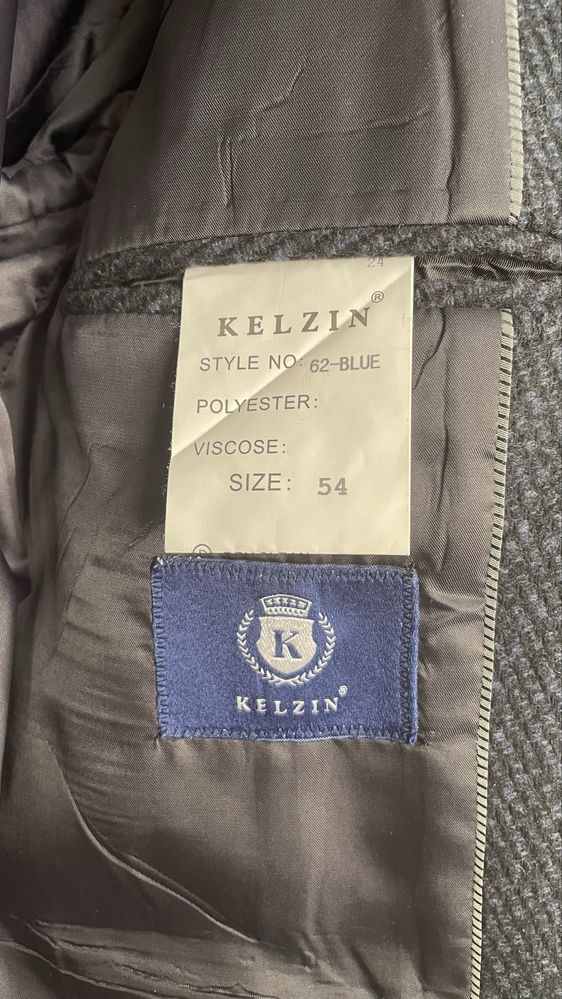 24
KELZIN®
STYLE NO: 62-BLUE
POLYESTER:
VISCOSE:
SIZE: 54
®
K
KELZIN®